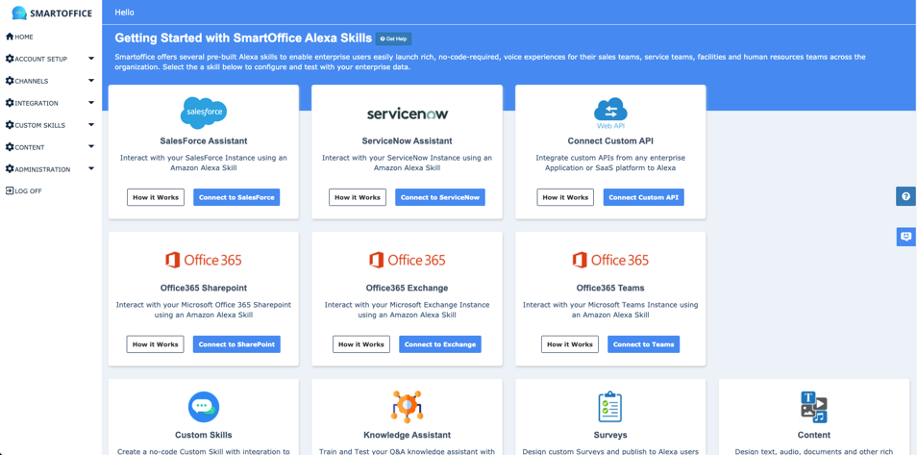 SMARTOFFICE
Hello
HOME
ACCOUNT SETUP
CHANNELS
INTEGRATION
CUSTOM SKILLS
CONTENT
ADMINISTRATION
LOG OFF
Getting Started with SmartOffice Alexa Skills Get Help
Smartoffice offers several pre-built Alexa skills to enable enterprise users easily launch rich, no-code-required, voice experiences for their sales teams, service teams, facilities and human resources teams across the
organization. Select the a skill below to configure and test with your enterprise data.
salesforce
SalesForce Assistant
Interact with your SalesForce Instance using an
Amazon Alexa Skill
How it Works Connect to SalesForce
servicenow
ServiceNow Assistant
Interact with your ServiceNow Instance using an
Amazon Alexa Skill
How it Works Connect to ServiceNow
Web API
Connect Custom API
Integrate custom APIs from any enterprise
Application or SaaS platform to Alexa
How it Works Connect Custom API
Office 365
Office365 Sharepoint
Interact with your Microsoft Office 365 Sharepoint
using an Amazon Alexa Skill
How it Works Connect to SharePoint
Office 365
Office365 Exchange
Interact with your Microsoft Exchange Instance
using an Amazon Alexa Skill
How it Works Connect to Exchange
Office 365
Office365 Teams
Interact with your Microsoft Teams Instance using
an Amazon Alexa Skill
How it Works Connect to Teams
Custom Skills
Create a no-code Custom Skill with integration to
Knowledge Assistant
Train and Test your Q&A knowledge assistant with
Surveys
Design custom Surveys and publish to Alexa users
T
Content
Design text, audio, documents and other rich